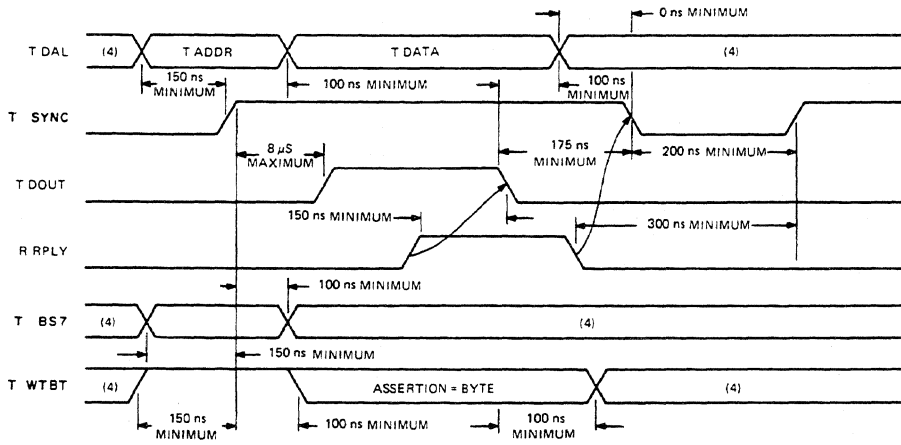 0 ns MINIMUM
T DAL (4) T ADDR T DATA (4)
150 ns MINIMUM
100 ns MINIMUM
100 ns MINIMUM
T SYNC
8 µS MAXIMUM
175 ns MINIMUM
200 ns MINIMUM
T DOUT
150 ns MINIMUM
300 ns MINIMUM
R RPLY
100 ns MINIMUM
T BS7 (4) (4)
150 ns MINIMUM
T WTBT (4) ASSERTION = BYTE (4)
150 ns MINIMUM
100 ns MINIMUM
100 ns MINIMUM